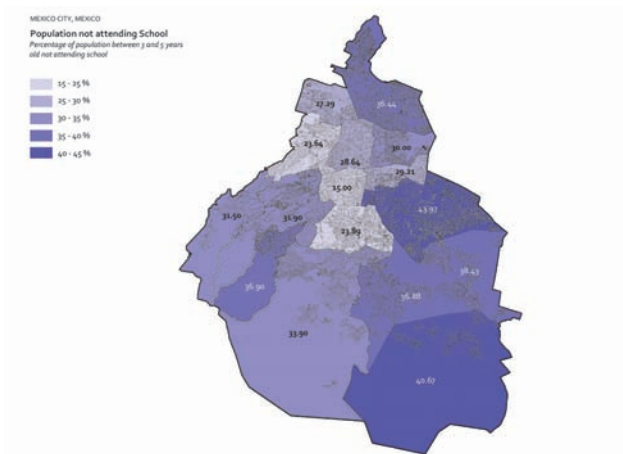 MEXICO CITY, MEXICO
Population not attending School
Percentage of population between 3 and 5 years
old not attending school
15 - 25 %
25 - 30 %
30 - 35 %
35 - 40 %
40 - 45 %
27.29
36.44
23.64
28.64
30.00
29.21
15.00
43.97
31.50
31.90
23.89
38.43
36.90
36.88
33.90
40.67